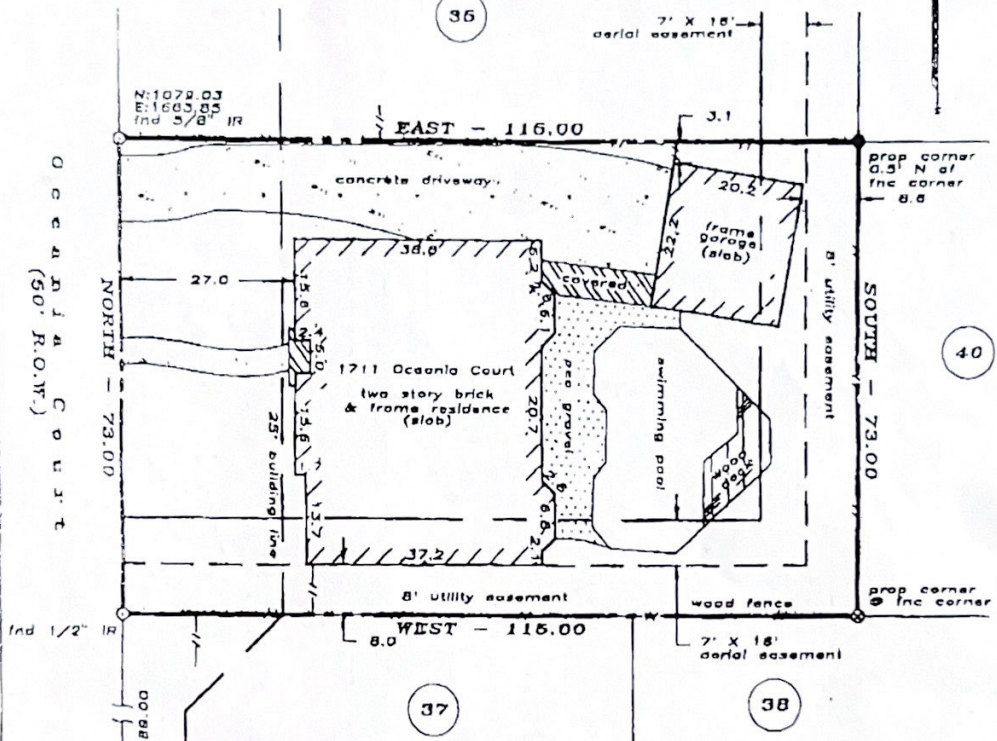 35
7' X 16'
aerial easement
N:1079.03
E:1683.85
fnd 5/8" IR
EAST - 115.00
3.1
prop corner
0.5' N of
fnc corner
8.8
concrete driveway
20.2
22.2
frame
garage
(slab)
38.0
covered
27.0
Oceania Court
(50' R.O.W.)
NORTH - 73.00
1711 Oceania Court
two story brick
& frame residence
(slab)
20.7
pea gravel
swimming pool
8' utility easement
SOUTH - 73.00
40
25' building line
13.7
37.2
8' utility easement
wood fence
prop corner
@ fnc corner
fnd 1/2" IR
WEST - 115.00
8.0
7' X 16'
aerial easement
37
38